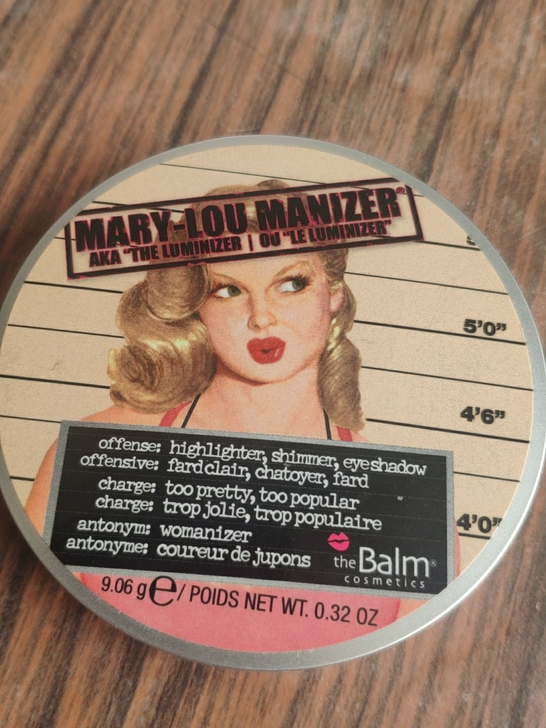 MARY-LOU MANIZER®
AKA "THE LUMINIZER | OU "LE LUMINIZER"
5'0"
4'6"
4'0"
offense: highlighter, shimmer, eyeshadow
offensive: fard clair, chatoyer, fard
charge: too pretty, too popular
charge: trop jolie, trop populaire
antonym: womanizer
antonyme: coureur de jupons
theBalm®
cosmetics
9.06 g℮/ POIDS NET WT. 0.32 OZ